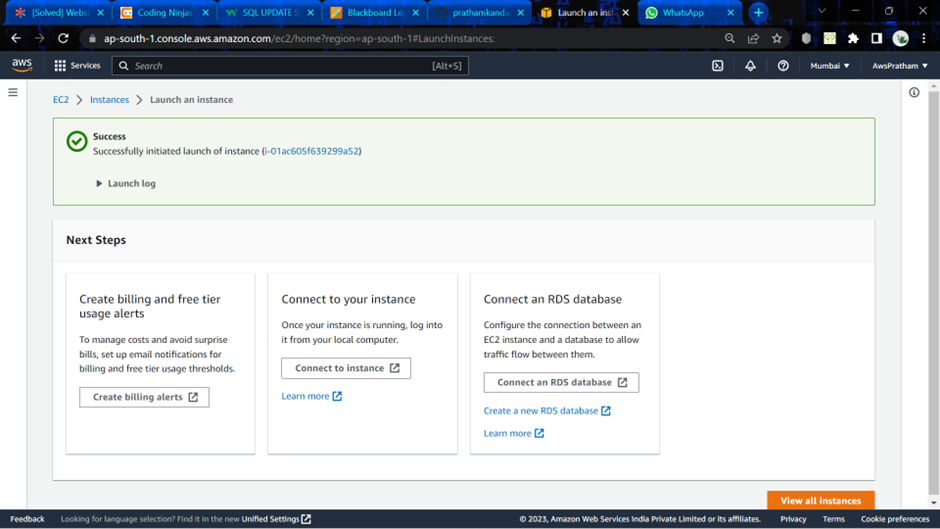 {Solved} Websi
Coding Ninjas
SQL UPDATE S
Blackboard Le
prathamkanda
Launch an inst
WhatsApp
ap-south-1.console.aws.amazon.com/ec2/home?region=ap-south-1#LaunchInstances:
aws
Services
Search
[Alt+S]
Mumbai
AwsPratham
EC2
Instances
Launch an instance
Success
Successfully initiated launch of instance (i-01ac605f639299a52)
Launch log
Next Steps
Create billing and free tier
usage alerts
To manage costs and avoid surprise
bills, set up email notifications for
billing and free tier usage thresholds.
Create billing alerts
Connect to your instance
Once your instance is running, log into
it from your local computer.
Connect to instance
Learn more
Connect an RDS database
Configure the connection between an
EC2 instance and a database to allow
traffic flow between them.
Connect an RDS database
Create a new RDS database
Learn more
View all instances
Feedback
Looking for language selection? Find it in the new Unified Settings
© 2023, Amazon Web Services India Private Limited or its affiliates.
Privacy
Terms
Cookie preferences